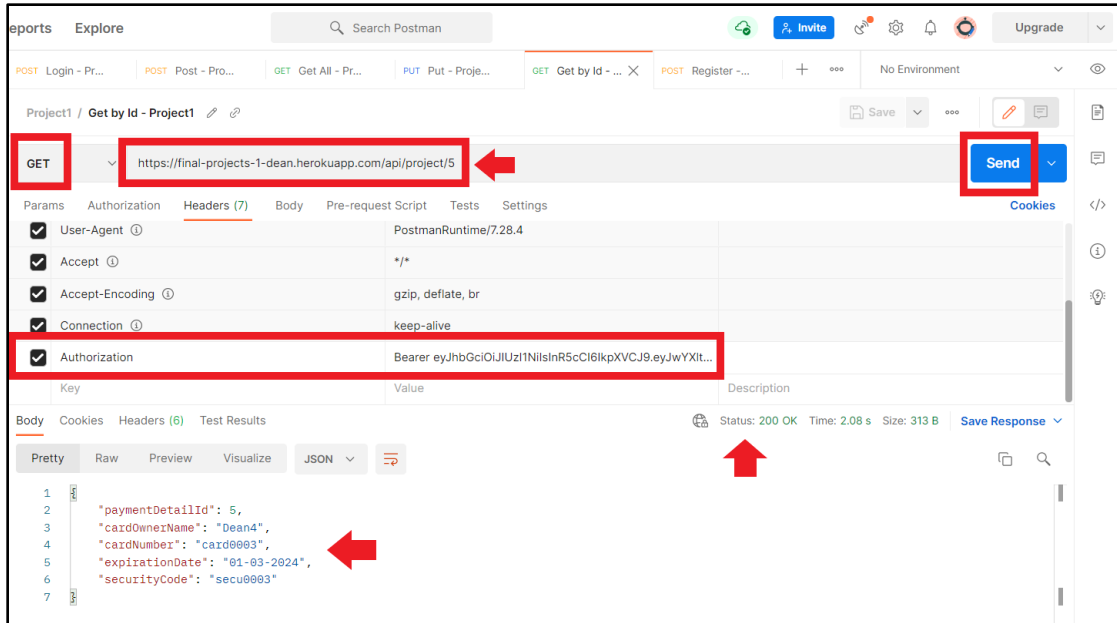 eports Explore Search Postman Invite Upgrade
POST Login - Pr... POST Post - Pro... GET Get All - Pr... PUT Put - Proje... GET Get by Id - ... POST Register -... No Environment
Project1 / Get by Id - Project1 Save
GET https://final-projects-1-dean.herokuapp.com/api/project/5 Send
Params Authorization Headers (7) Body Pre-request Script Tests Settings Cookies
User-Agent PostmanRuntime/7.28.4
Accept */*
Accept-Encoding gzip, deflate, br
Connection keep-alive
Authorization Bearer eyJhbGciOiJIUzI1NiIsInR5cCI6IkpXVCJ9.eyJwYXlt...
Key Value Description
Body Cookies Headers (6) Test Results Status: 200 OK Time: 2.08 s Size: 313 B Save Response
Pretty Raw Preview Visualize JSON
1 {
2 "paymentDetailId": 5,
3 "cardOwnerName": "Dean4",
4 "cardNumber": "card0003",
5 "expirationDate": "01-03-2024",
6 "securityCode": "secu0003"
7 }